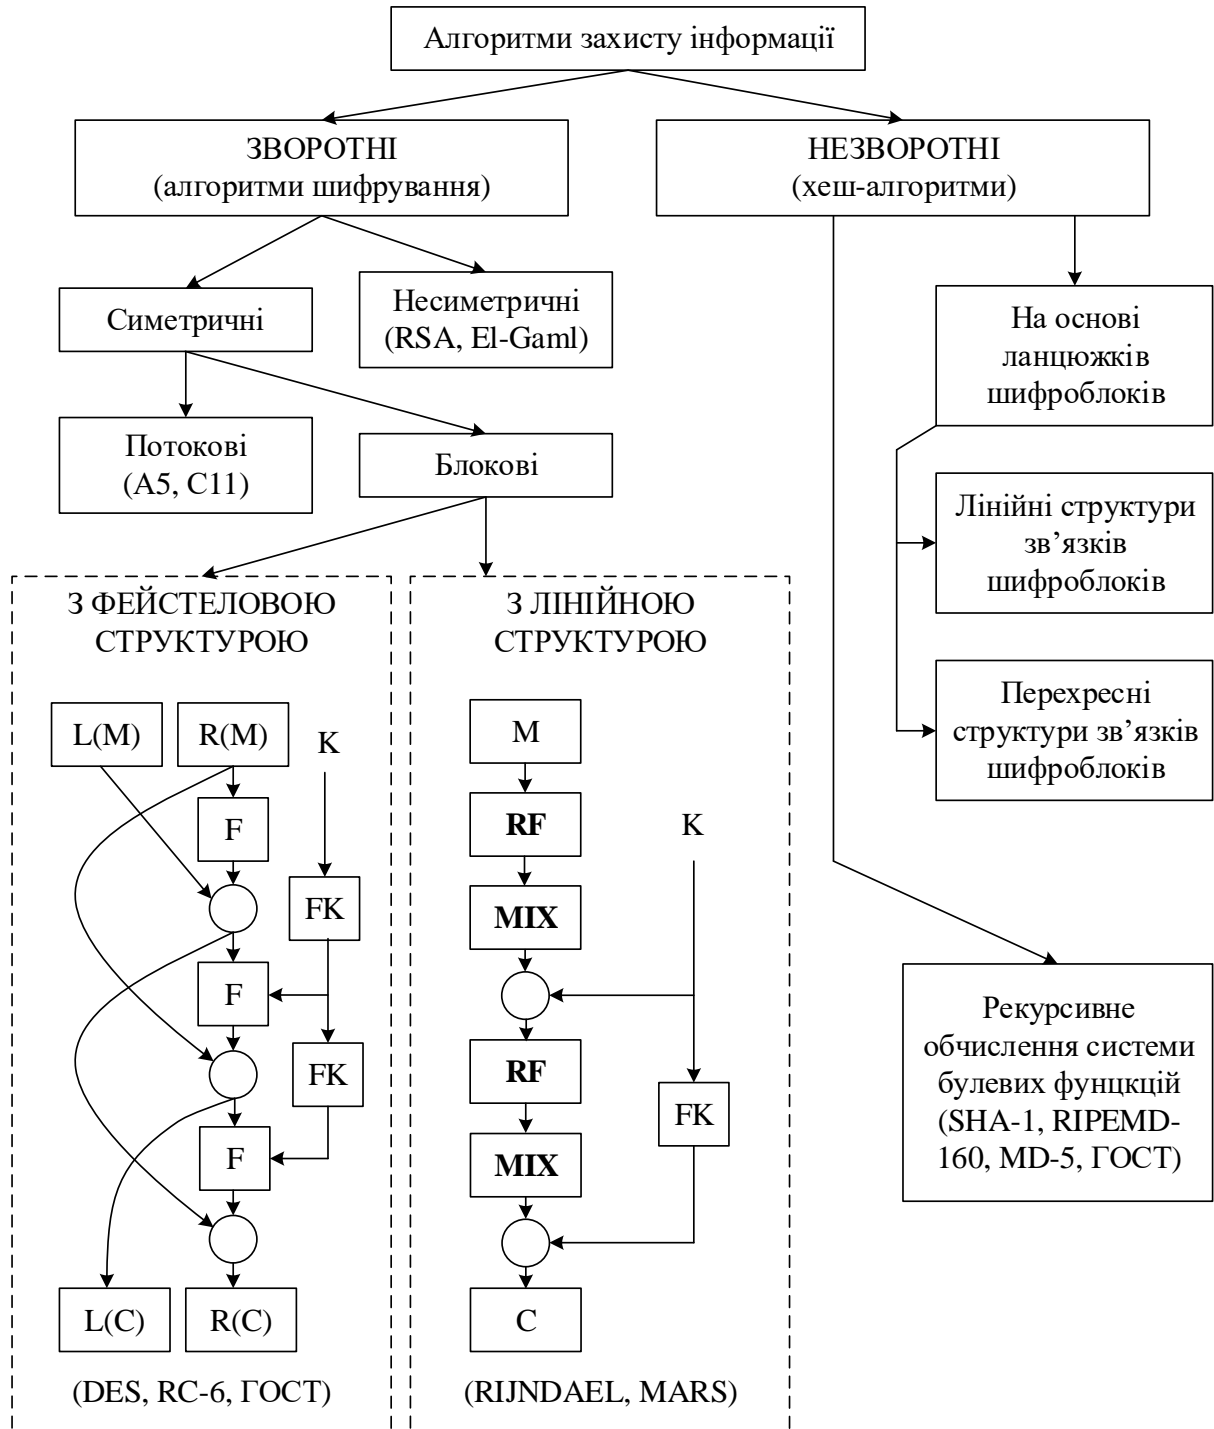 Алгоритми захисту інформації
ЗВОРОТНІ
(алгоритми шифрування)
НЕЗВОРОТНІ
(хеш-алгоритми)
Симетричні
Несиметричні
(RSA, El-Gaml)
На основі
ланцюжків
шифроблоків
Потокові
(A5, C11)
Блокові
Лінійні структури
зв’язків
шифроблоків
Перехресні
структури зв’язків
шифроблоків
З ФЕЙСТЕЛОВОЮ
СТРУКТУРОЮ
L(M)
R(M)
K
F
FK
F
FK
F
L(C)
R(C)
(DES, RC-6, ГОСТ)
З ЛІНІЙНОЮ
СТРУКТУРОЮ
M
RF
K
MIX
RF
FK
MIX
C
(RIJNDAEL, MARS)
Рекурсивне
обчислення системи
булевих фунцкцій
(SHA-1, RIPEMD-
160, MD-5, ГОСТ)